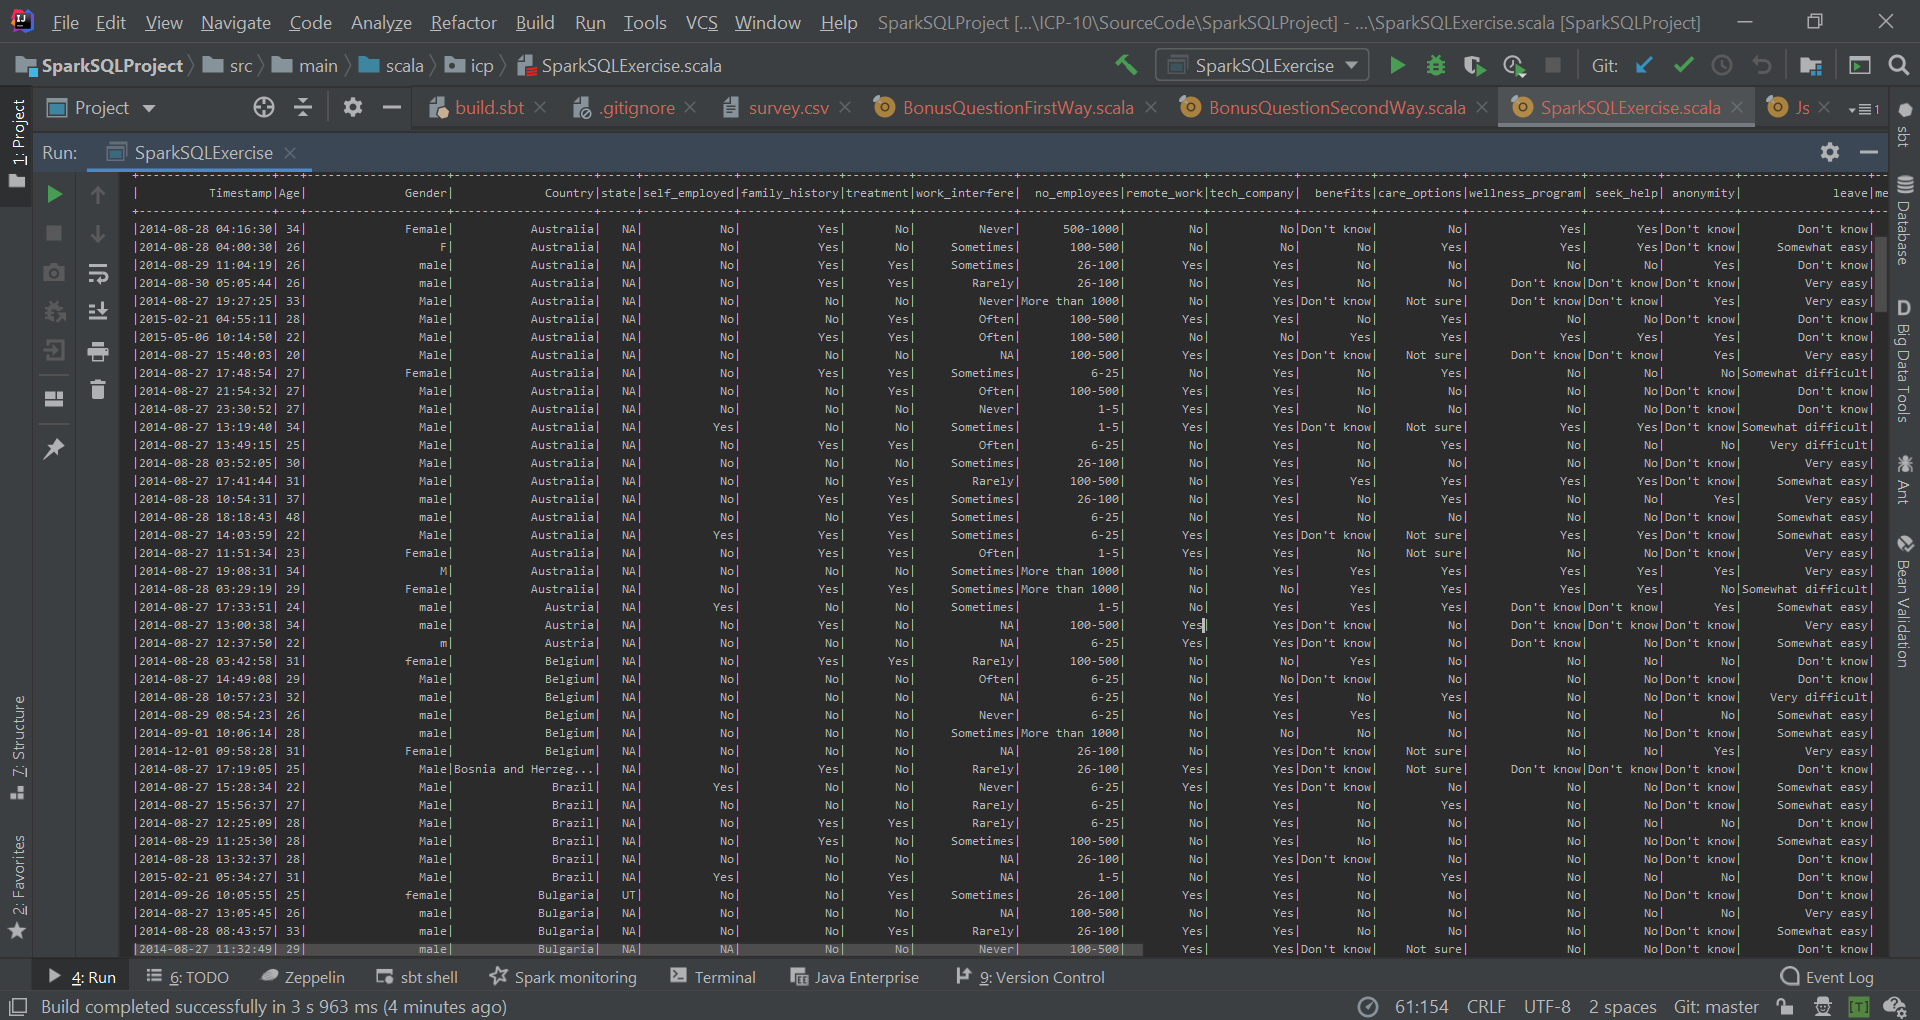 File Edit View Navigate Code Analyze Refactor Build Run Tools VCS Window Help SparkSQLProject [...\ICP-10\SourceCode\SparkSQLProject] - ...\SparkSQLExercise.scala [SparkSQLProject]
SparkSQLProject src main scala icp SparkSQLExercise.scala SparkSQLExercise Git:
Project build.sbt .gitignore survey.csv BonusQuestionFirstWay.scala BonusQuestionSecondWay.scala SparkSQLExercise.scala Js 1
Run: SparkSQLExercise
| Timestamp|Age| Gender| Country|state|self_employed|family_history|treatment|work_interfere| no_employees|remote_work|tech_company| benefits|care_options|wellness_program| seek_help| anonymity| leave|me
|2014-08-28 04:16:30| 34| Female| Australia| NA| No| Yes| No| Never| 500-1000| No| No|Don't know| No| Yes| Yes|Don't know| Don't know|
|2014-08-28 04:00:30| 26| F| Australia| NA| No| Yes| No| Sometimes| 100-500| No| No| No| Yes| Yes| Yes|Don't know| Somewhat easy|
|2014-08-29 11:04:19| 26| male| Australia| NA| No| Yes| Yes| Sometimes| 26-100| Yes| Yes| No| No| No| No| Yes| Don't know|
|2014-08-30 05:05:44| 26| male| Australia| NA| No| Yes| Yes| Rarely| 26-100| No| Yes| No| No| Don't know|Don't know|Don't know| Very easy|
|2014-08-27 19:27:25| 33| Male| Australia| NA| No| No| No| Never|More than 1000| No| Yes|Don't know| Not sure| Don't know|Don't know| Yes| Very easy|
|2015-02-21 04:55:11| 28| Male| Australia| NA| No| No| Yes| Often| 100-500| Yes| Yes| No| Yes| No| No|Don't know| Don't know|
|2015-05-06 10:14:50| 22| Male| Australia| NA| No| Yes| Yes| Often| 100-500| No| No| Yes| Yes| Yes| Yes| Yes| Don't know|
|2014-08-27 15:40:03| 20| Male| Australia| NA| No| No| No| NA| 100-500| Yes| Yes|Don't know| Not sure| Don't know|Don't know| Yes| Very easy|
|2014-08-27 17:48:54| 27| Female| Australia| NA| No| Yes| Yes| Sometimes| 6-25| No| Yes| No| Yes| No| No| No|Somewhat difficult|
|2014-08-27 21:54:32| 27| Male| Australia| NA| No| No| Yes| Often| 100-500| Yes| Yes| No| No| No| No|Don't know| Don't know|
|2014-08-27 23:30:52| 27| Male| Australia| NA| No| No| No| Never| 1-5| Yes| Yes| No| No| No| No|Don't know| Don't know|
|2014-08-27 13:19:40| 34| Male| Australia| NA| Yes| No| No| Sometimes| 1-5| Yes| Yes|Don't know| Not sure| Yes| Yes|Don't know|Somewhat difficult|
|2014-08-27 13:49:15| 25| Male| Australia| NA| No| Yes| Yes| Often| 6-25| No| Yes| No| Yes| No| No| No| Very difficult|
|2014-08-28 03:52:05| 30| Male| Australia| NA| No| No| No| Sometimes| 26-100| No| Yes| No| No| No| No|Don't know| Very easy|
|2014-08-27 17:41:44| 31| Male| Australia| NA| No| No| Yes| Rarely| 100-500| No| Yes| Yes| Yes| Yes| Yes|Don't know| Somewhat easy|
|2014-08-28 10:54:31| 37| male| Australia| NA| No| Yes| Yes| Sometimes| 26-100| No| Yes| No| No| No| No| Yes| Very easy|
|2014-08-28 18:18:43| 48| male| Australia| NA| No| No| Yes| Sometimes| 6-25| No| Yes| No| No| No| No|Don't know| Somewhat easy|
|2014-08-27 14:03:59| 22| Male| Australia| NA| Yes| Yes| Yes| Sometimes| 6-25| Yes| Yes|Don't know| Not sure| Yes| Yes|Don't know| Somewhat easy|
|2014-08-27 11:51:34| 23| Female| Australia| NA| No| Yes| Yes| Often| 1-5| Yes| Yes| No| Not sure| No| No|Don't know| Very easy|
|2014-08-27 19:08:31| 34| M| Australia| NA| No| No| No| Sometimes|More than 1000| No| Yes| Yes| Yes| Yes| Yes| Yes| Very easy|
|2014-08-28 03:29:19| 29| Female| Australia| NA| No| Yes| Yes| Sometimes|More than 1000| No| No| Yes| Yes| Yes| Yes| No|Somewhat difficult|
|2014-08-27 17:33:51| 24| male| Austria| NA| Yes| No| No| Sometimes| 1-5| No| Yes| Yes| Yes| Don't know|Don't know| Yes| Somewhat easy|
|2014-08-27 13:00:38| 34| male| Austria| NA| No| Yes| No| NA| 100-500| Yes| Yes|Don't know| No| Don't know|Don't know|Don't know| Very easy|
|2014-08-27 12:37:50| 22| m| Austria| NA| No| No| No| NA| 6-25| Yes| Yes|Don't know| No| Don't know| No|Don't know| Somewhat easy|
|2014-08-28 03:42:58| 31| female| Belgium| NA| No| Yes| Yes| Rarely| 100-500| No| No| Yes| No| No| No| No| Don't know|
|2014-08-27 14:49:08| 29| Male| Belgium| NA| No| No| No| Often| 6-25| No| No|Don't know| No| No| No|Don't know| Don't know|
|2014-08-28 10:57:23| 32| male| Belgium| NA| No| No| No| NA| 6-25| No| Yes| No| Yes| No| No|Don't know| Very difficult|
|2014-08-29 08:54:23| 26| male| Belgium| NA| No| No| No| Never| 6-25| No| Yes| Yes| No| No| No| No| Somewhat easy|
|2014-09-01 10:06:14| 28| male| Belgium| NA| No| No| No| Sometimes|More than 1000| No| No| No| No| No| No|Don't know| Somewhat easy|
|2014-12-01 09:58:28| 31| Female| Belgium| NA| No| No| No| NA| 26-100| No| Yes|Don't know| Not sure| No| No| Yes| Very easy|
|2014-08-27 17:19:05| 25| Male|Bosnia and Herzeg...| NA| No| Yes| No| Rarely| 26-100| Yes| Yes|Don't know| Not sure| Don't know|Don't know|Don't know| Don't know|
|2014-08-27 15:28:34| 22| Male| Brazil| NA| Yes| No| No| Never| 6-25| Yes| Yes|Don't know| No| No| No|Don't know| Somewhat easy|
|2014-08-27 15:56:37| 27| Male| Brazil| NA| No| No| No| Rarely| 6-25| No| Yes| No| Yes| No| No|Don't know| Somewhat easy|
|2014-08-27 12:25:09| 28| Male| Brazil| NA| No| Yes| Yes| Rarely| 6-25| No| Yes| No| No| No| No| No| Don't know|
|2014-08-29 11:25:30| 28| Male| Brazil| NA| No| Yes| No| Sometimes| 100-500| No| Yes| No| No| No| No|Don't know| Somewhat easy|
|2014-08-28 13:32:37| 28| Male| Brazil| NA| No| No| No| NA| 26-100| No| Yes|Don't know| No| No| No|Don't know| Don't know|
|2015-02-21 05:34:27| 31| Male| Brazil| NA| Yes| No| Yes| NA| 1-5| No| Yes| No| Yes| No| No|Don't know| Somewhat easy|
|2014-09-26 10:05:55| 25| female| Bulgaria| UT| No| No| Yes| Sometimes| 26-100| Yes| Yes| No| No| No| No|Don't know| Don't know|
|2014-08-27 13:05:45| 26| male| Bulgaria| NA| No| No| No| NA| 100-500| No| Yes| No| No| No| No|Don't know| Very easy|
|2014-08-28 08:43:57| 33| male| Bulgaria| NA| No| Yes| No| Rarely| 26-100| Yes| Yes| No| No| No| No|Don't know| Somewhat easy|
|2014-08-27 11:32:49| 29| male| Bulgaria| NA| NA| No| No| Never| 100-500| Yes| Yes|Don't know| Not sure| No| No|Don't know| Don't know|
1: Project
7: Structure
2: Favorites
sbt
Database
D Big Data Tools
Ant
Bean Validation
4: Run 6: TODO Zeppelin sbt shell Spark monitoring Terminal Java Enterprise 9: Version Control Event Log
Build completed successfully in 3 s 963 ms (4 minutes ago) 61:154 CRLF UTF-8 2 spaces Git: master [T]